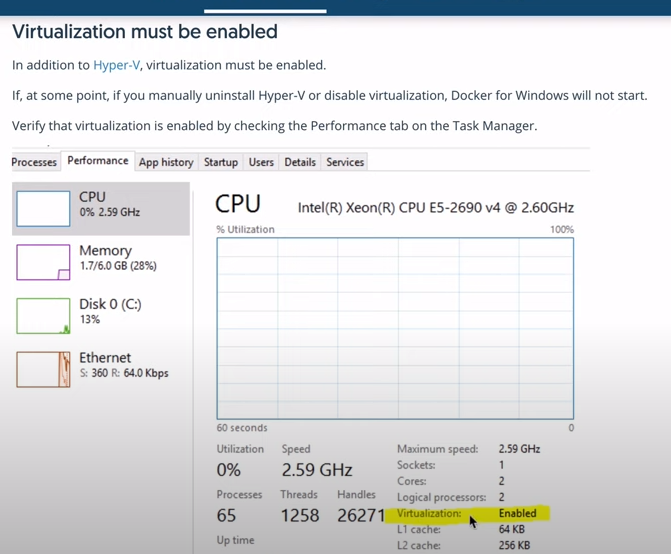 Virtualization must be enabled
In addition to Hyper-V, virtualization must be enabled.
If, at some point, if you manually uninstall Hyper-V or disable virtualization, Docker for Windows will not start.
Verify that virtualization is enabled by checking the Performance tab on the Task Manager.
Processes Performance App history Startup Users Details Services
CPU
0% 2.59 GHz
Memory
1.7/6.0 GB (28%)
Disk 0 (C:)
13%
Ethernet
S: 360 R: 64.0 Kbps
CPU Intel(R) Xeon(R) CPU E5-2690 v4 @ 2.60GHz
% Utilization 100%
60 seconds 0
Utilization Speed
0% 2.59 GHz
Processes Threads Handles
65 1258 26271
Up time
Maximum speed: 2.59 GHz
Sockets: 1
Cores: 2
Logical processors: 2
Virtualization: Enabled
L1 cache: 64 KB
L2 cache: 256 KB